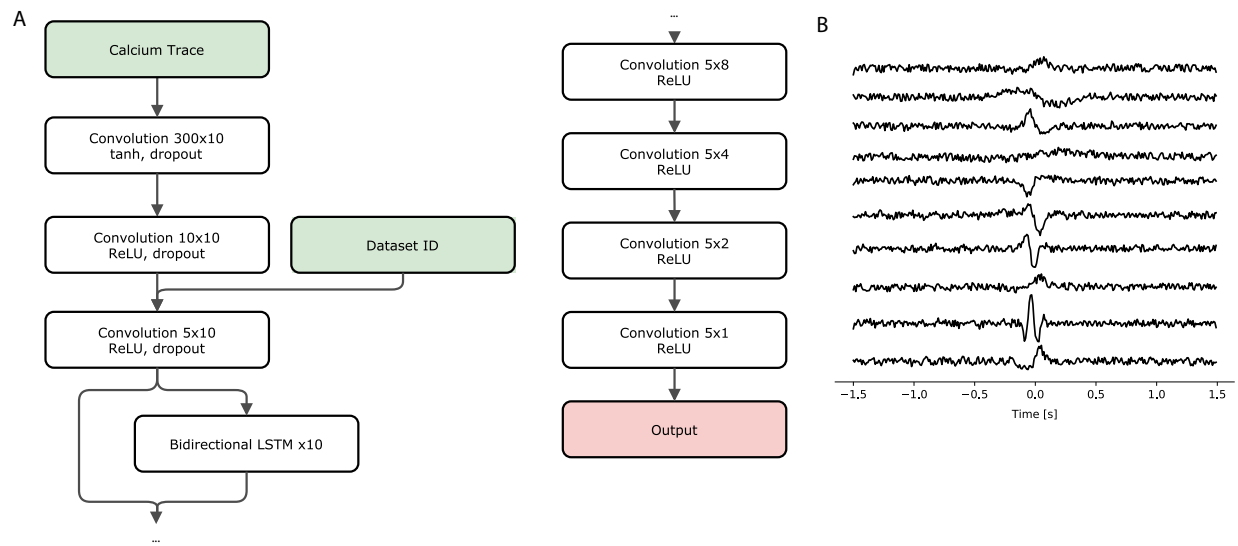 A
Calcium Trace
Convolution 300x10
tanh, dropout
Convolution 10x10
ReLU, dropout
Dataset ID
Convolution 5x10
ReLU, dropout
Bidirectional LSTM x10
...
...
Convolution 5x8
ReLU
Convolution 5x4
ReLU
Convolution 5x2
ReLU
Convolution 5x1
ReLU
Output
B
−1.5 −1.0 −0.5 0.0 0.5 1.0 1.5
Time [s]